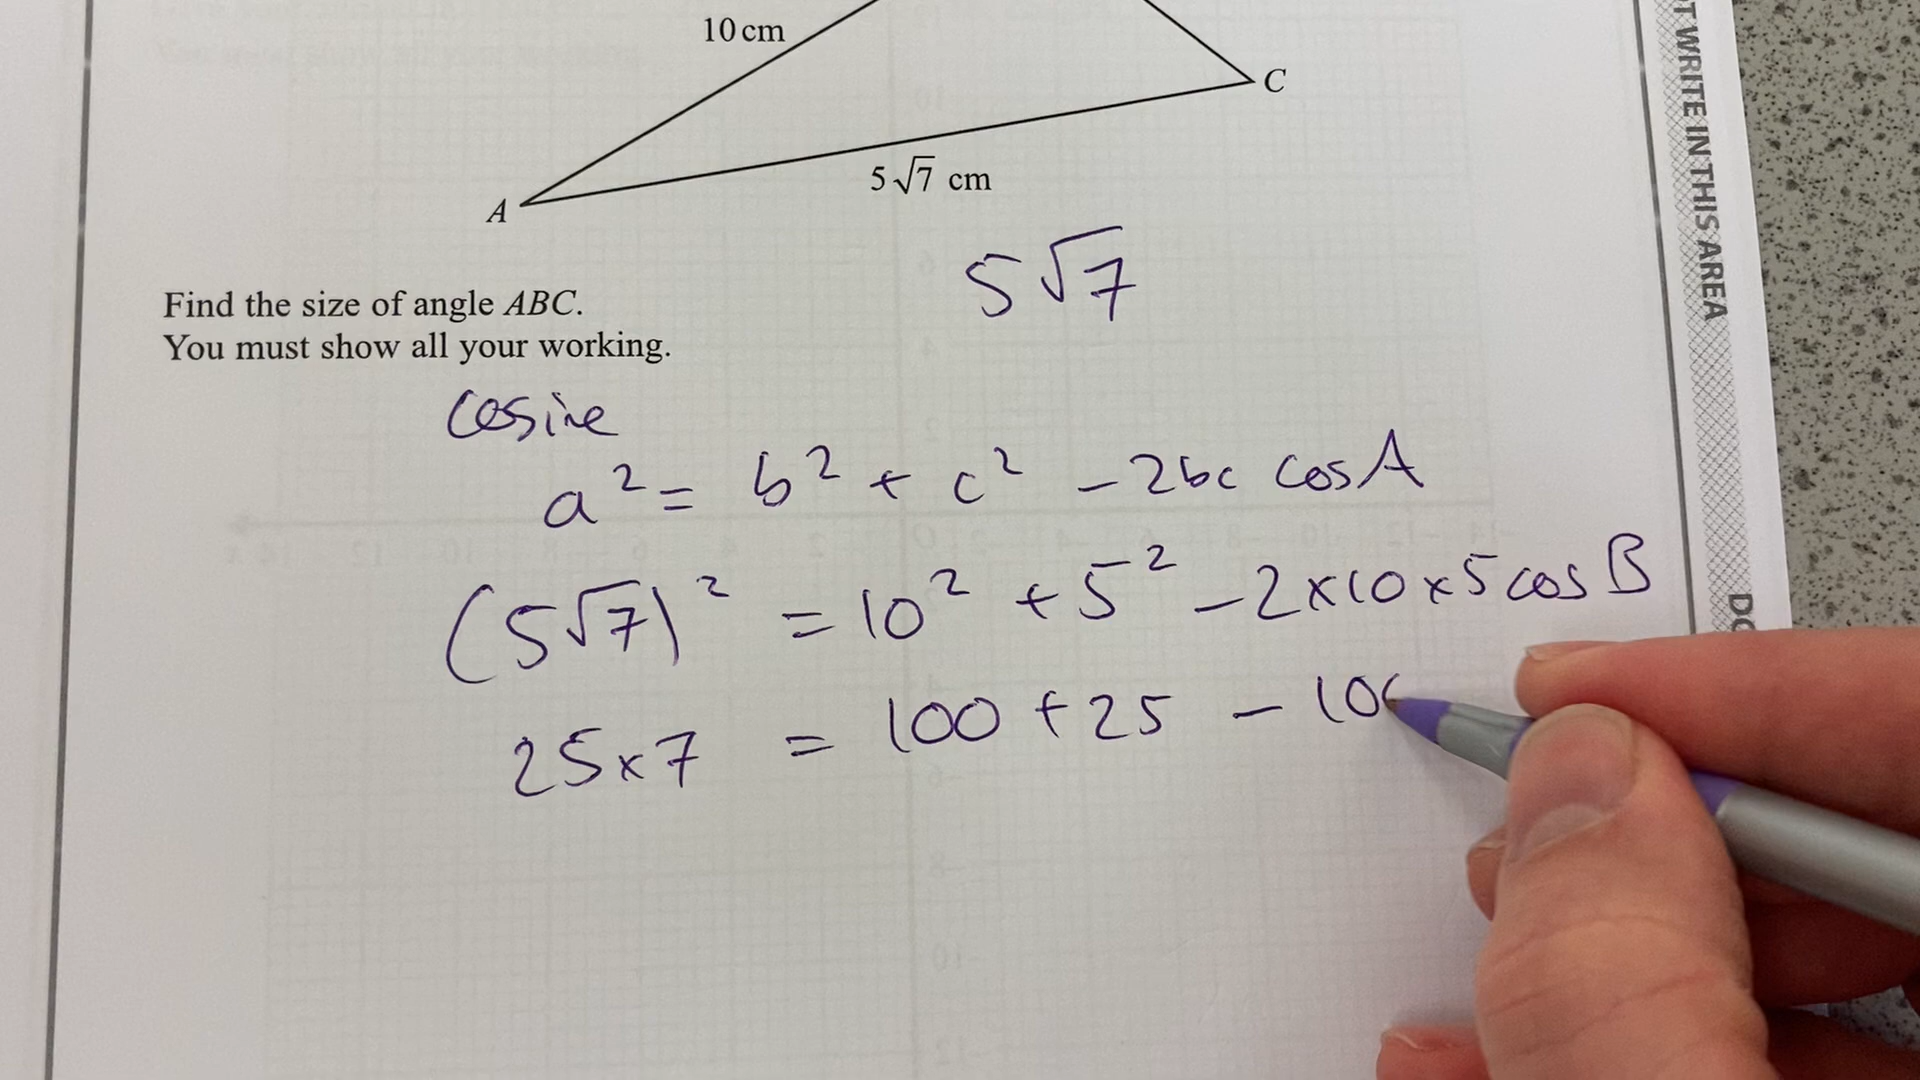 10 cm
C
5√7 cm
A
5√7
Find the size of angle ABC.
You must show all your working.
cosine
a² = b² + c² - 2bc cos A
(5√7)² = 10² + 5² - 2×10×5 cos B
25×7 = 100 + 25 - 100
T WRITE IN THIS AREA
DO